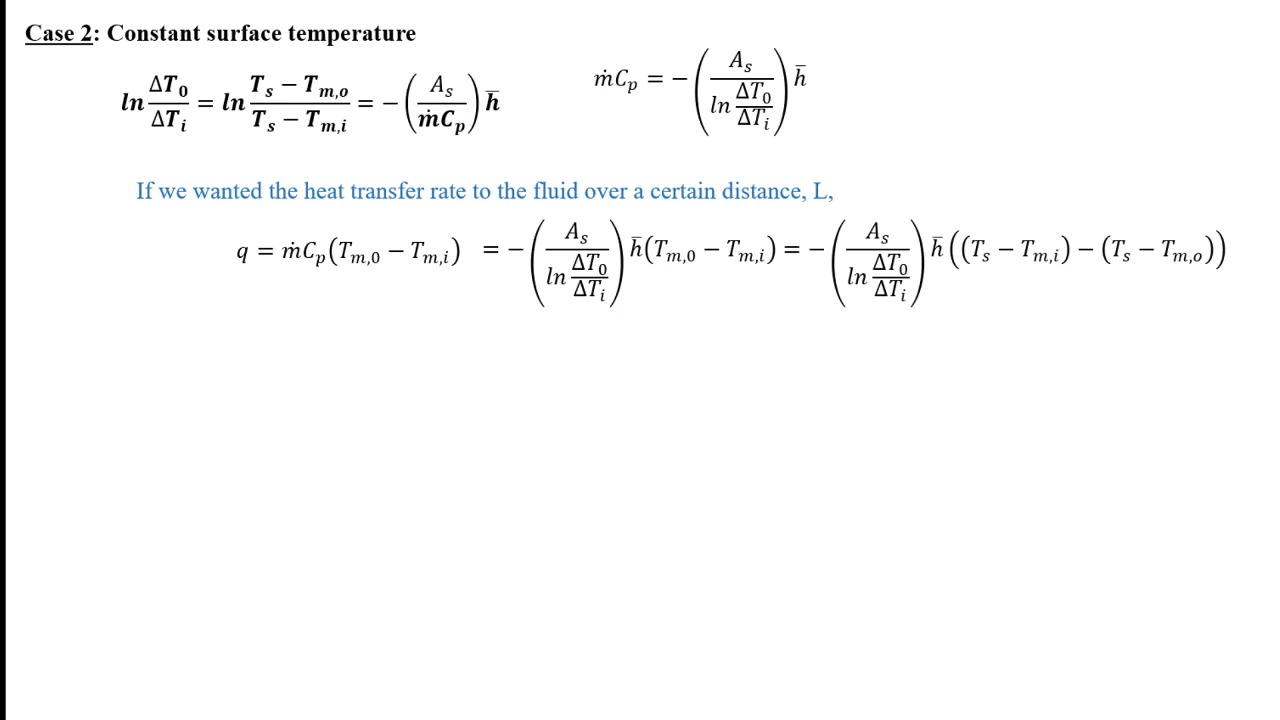 Case 2: Constant surface temperature
ln ΔT₀/ΔTᵢ = ln (Tₛ − Tₘ,ₒ)/(Tₛ − Tₘ,ᵢ) = −(Aₛ/ṁCₚ) h̅
ṁCₚ = −(Aₛ/(ln ΔT₀/ΔTᵢ)) h̅
If we wanted the heat transfer rate to the fluid over a certain distance, L,
q = ṁCₚ(Tₘ,₀ − Tₘ,ᵢ) = −(Aₛ/(ln ΔT₀/ΔTᵢ)) h̅(Tₘ,₀ − Tₘ,ᵢ) = −(Aₛ/(ln ΔT₀/ΔTᵢ)) h̅((Tₛ − Tₘ,ᵢ) − (Tₛ − Tₘ,ₒ))